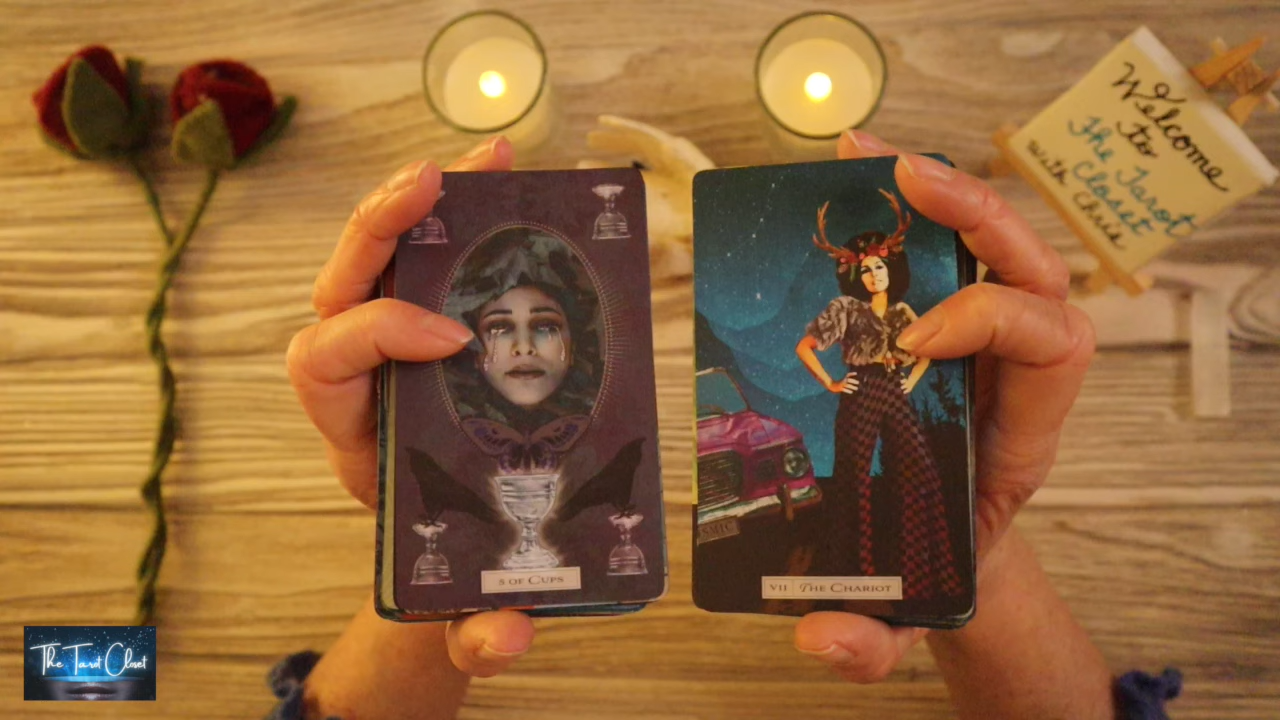 Welcome
to
The Tarot
Closet
with Chris
5 OF CUPS
VII THE CHARIOT
The Tarot Closet